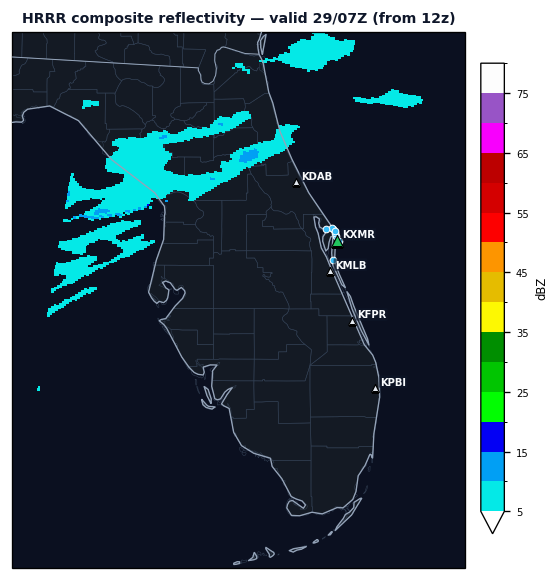 HRRR composite reflectivity — valid 29/07Z (from 12z)
KDAB
KXMR
KMLB
KFPR
KPBI
75
65
55
45
35
25
15
5
dBZ